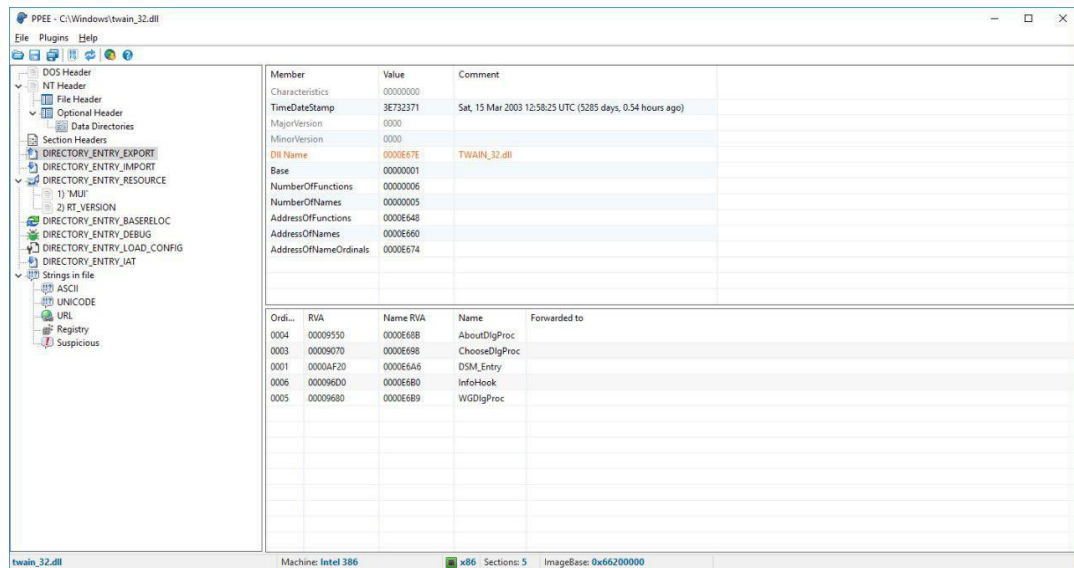 PPEE - C:\Windows\twain_32.dll
File Plugins Help
DOS Header
NT Header
File Header
Optional Header
Data Directories
Section Headers
DIRECTORY_ENTRY_EXPORT
DIRECTORY_ENTRY_IMPORT
DIRECTORY_ENTRY_RESOURCE
1) 'MUI'
2) RT_VERSION
DIRECTORY_ENTRY_BASERELOC
DIRECTORY_ENTRY_DEBUG
DIRECTORY_ENTRY_LOAD_CONFIG
DIRECTORY_ENTRY_IAT
Strings in file
ASCII
UNICODE
URL
Registry
Suspicious
Member Value Comment
Characteristics 00000000
TimeDateStamp 3E732371 Sat, 15 Mar 2003 12:58:25 UTC (5285 days, 0.54 hours ago)
MajorVersion 0000
MinorVersion 0000
Dll Name 0000E67E TWAIN_32.dll
Base 00000001
NumberOfFunctions 00000006
NumberOfNames 00000005
AddressOfFunctions 0000E648
AddressOfNames 0000E660
AddressOfNameOrdinals 0000E674
Ordi... RVA Name RVA Name Forwarded to
0004 00009550 0000E68B AboutDlgProc
0003 00009070 0000E698 ChooseDlgProc
0001 0000AF20 0000E6A6 DSM_Entry
0006 000096D0 0000E6B0 InfoHook
0005 00009680 0000E6B9 WGDlgProc
twain_32.dll Machine: Intel 386 x86 Sections: 5 ImageBase: 0x66200000